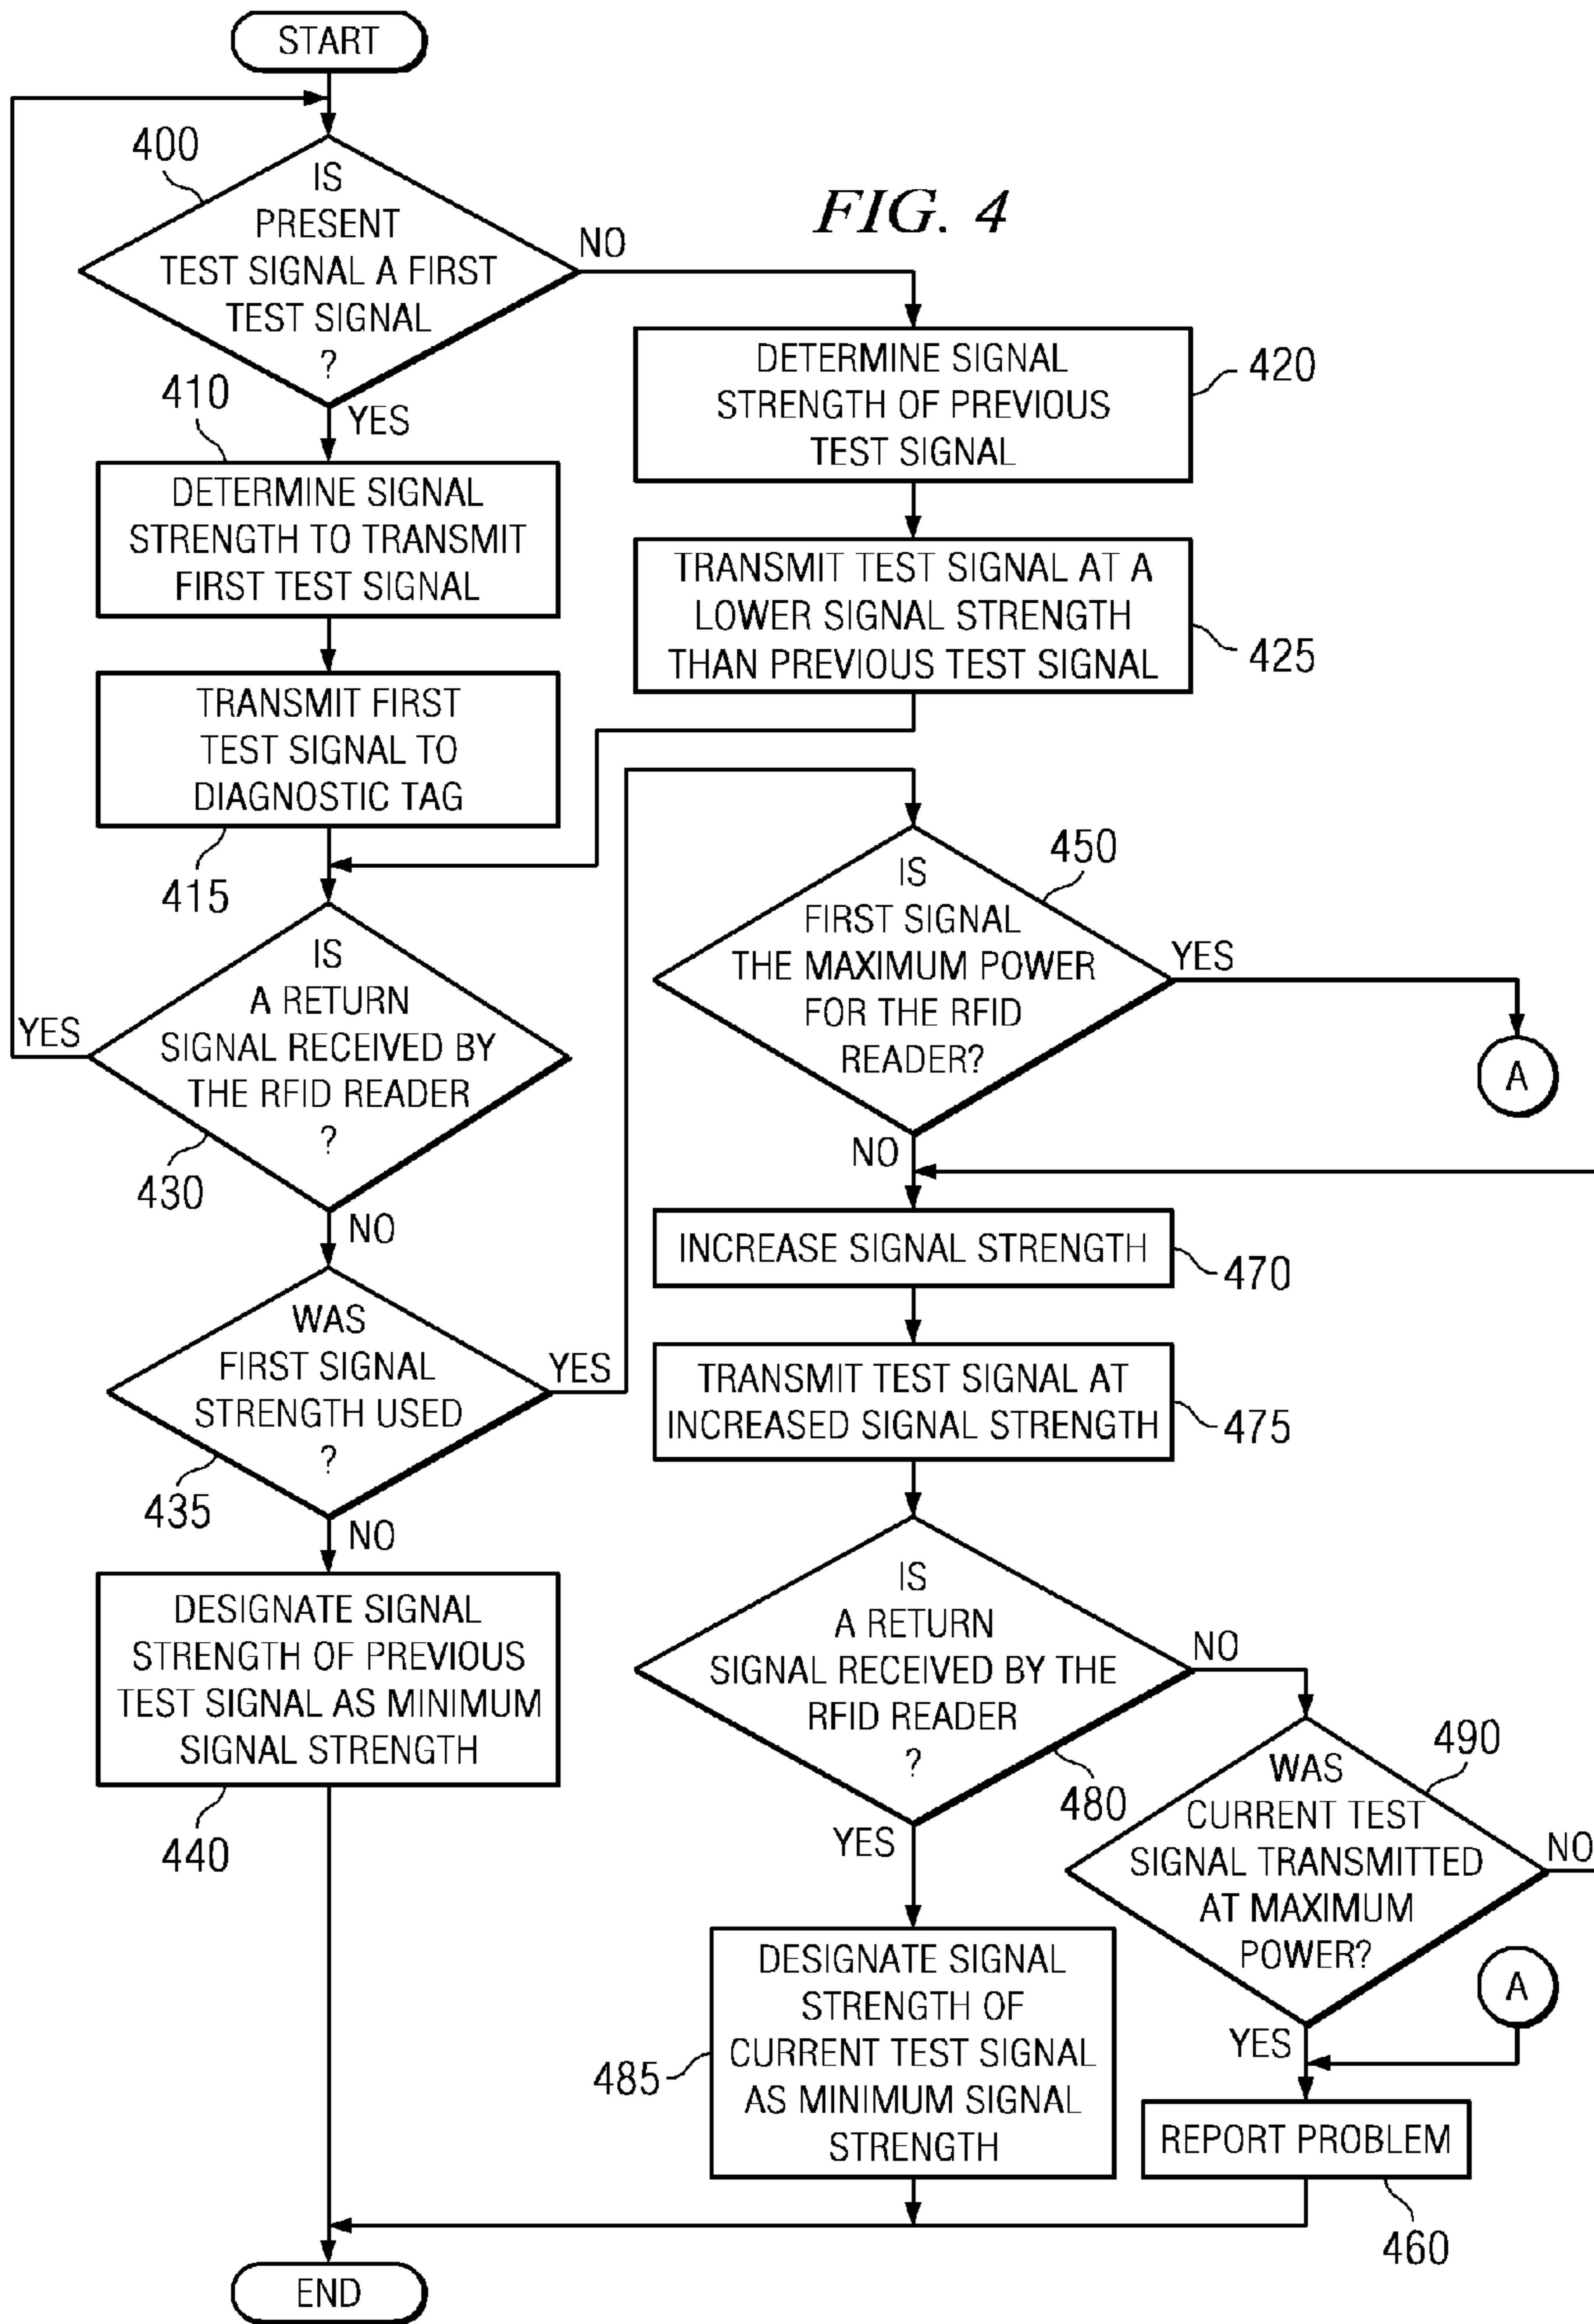 START
400
IS
PRESENT
TEST SIGNAL A FIRST
TEST SIGNAL
?
NO
FIG. 4
YES
410
DETERMINE SIGNAL
STRENGTH TO TRANSMIT
FIRST TEST SIGNAL
TRANSMIT FIRST
TEST SIGNAL TO
DIAGNOSTIC TAG
415
DETERMINE SIGNAL
STRENGTH OF PREVIOUS
TEST SIGNAL
420
TRANSMIT TEST SIGNAL AT A
LOWER SIGNAL STRENGTH
THAN PREVIOUS TEST SIGNAL
425
IS
A RETURN
SIGNAL RECEIVED BY
THE RFID READER
?
YES
430
NO
WAS
FIRST SIGNAL
STRENGTH USED
?
YES
435
NO
DESIGNATE SIGNAL
STRENGTH OF PREVIOUS
TEST SIGNAL AS MINIMUM
SIGNAL STRENGTH
440
450
IS
FIRST SIGNAL
THE MAXIMUM POWER
FOR THE RFID
READER?
YES
A
NO
INCREASE SIGNAL STRENGTH
470
TRANSMIT TEST SIGNAL AT
INCREASED SIGNAL STRENGTH
475
IS
A RETURN
SIGNAL RECEIVED BY THE
RFID READER
?
NO
480
YES
DESIGNATE SIGNAL
STRENGTH OF
CURRENT TEST SIGNAL
AS MINIMUM SIGNAL
STRENGTH
485
490
WAS
CURRENT TEST
SIGNAL TRANSMITTED
AT MAXIMUM
POWER?
NO
YES
A
REPORT PROBLEM
460
END